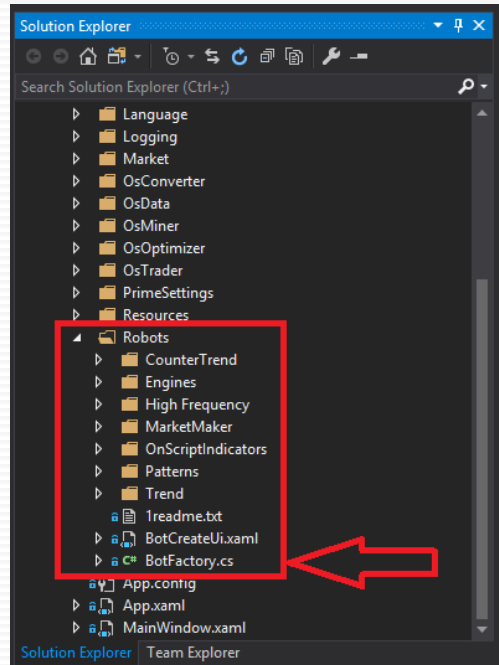 Solution Explorer
Search Solution Explorer (Ctrl+;)
Language
Logging
Market
OsConverter
OsData
OsMiner
OsOptimizer
OsTrader
PrimeSettings
Resources
Robots
CounterTrend
Engines
High Frequency
MarketMaker
OnScriptIndicators
Patterns
Trend
1readme.txt
BotCreateUi.xaml
C# BotFactory.cs
App.config
App.xaml
MainWindow.xaml
Solution Explorer Team Explorer